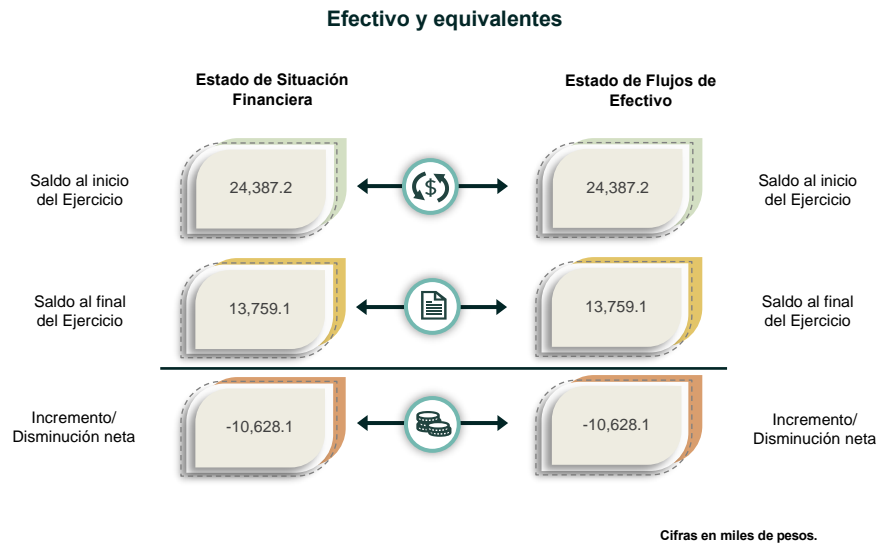 Efectivo y equivalentes
Estado de Situación
Financiera
Estado de Flujos de
Efectivo
Saldo al inicio
del Ejercicio
24,387.2
$
24,387.2
Saldo al inicio
del Ejercicio
Saldo al final
del Ejercicio
13,759.1
13,759.1
Saldo al final
del Ejercicio
Incremento/
Disminución neta
-10,628.1
-10,628.1
Incremento/
Disminución neta
Cifras en miles de pesos.